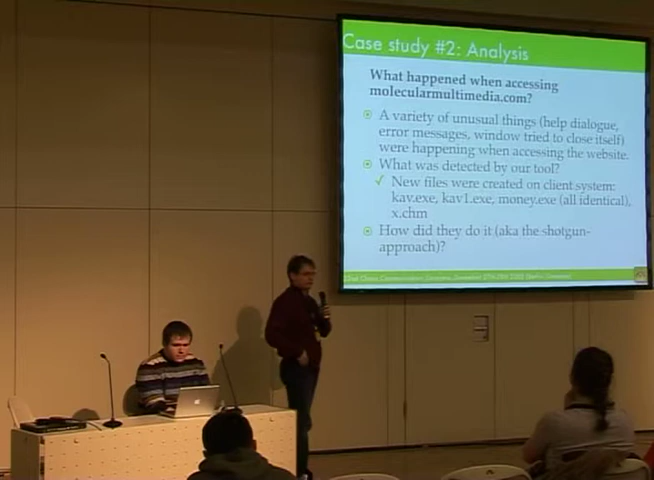 Case study #2: Analysis
What happened when accessing
molecularmultimedia.com?
A variety of unusual things (help dialogue,
error messages, window tried to close itself)
were happening when accessing the website.
What was detected by our tool?
New files were created on client system:
kav.exe, kav1.exe, money.exe (all identical),
x.chm
How did they do it (aka the shotgun-
approach)?